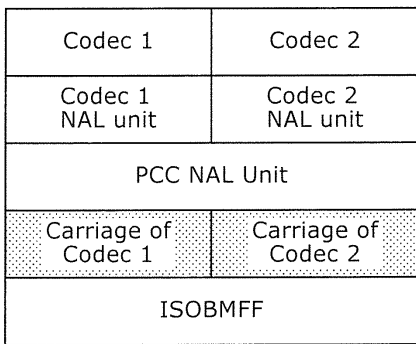 Codec 1
Codec 2
Codec 1
NAL unit
Codec 2
NAL unit
PCC NAL Unit
Carriage of
Codec 1
Carriage of
Codec 2
ISOBMFF